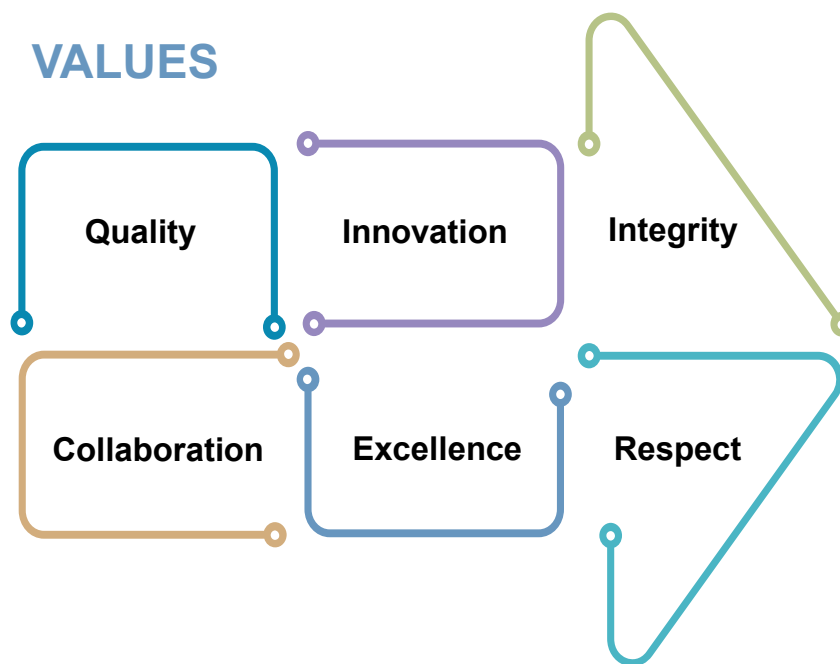 VALUES
Quality
Innovation
Integrity
Collaboration
Excellence
Respect